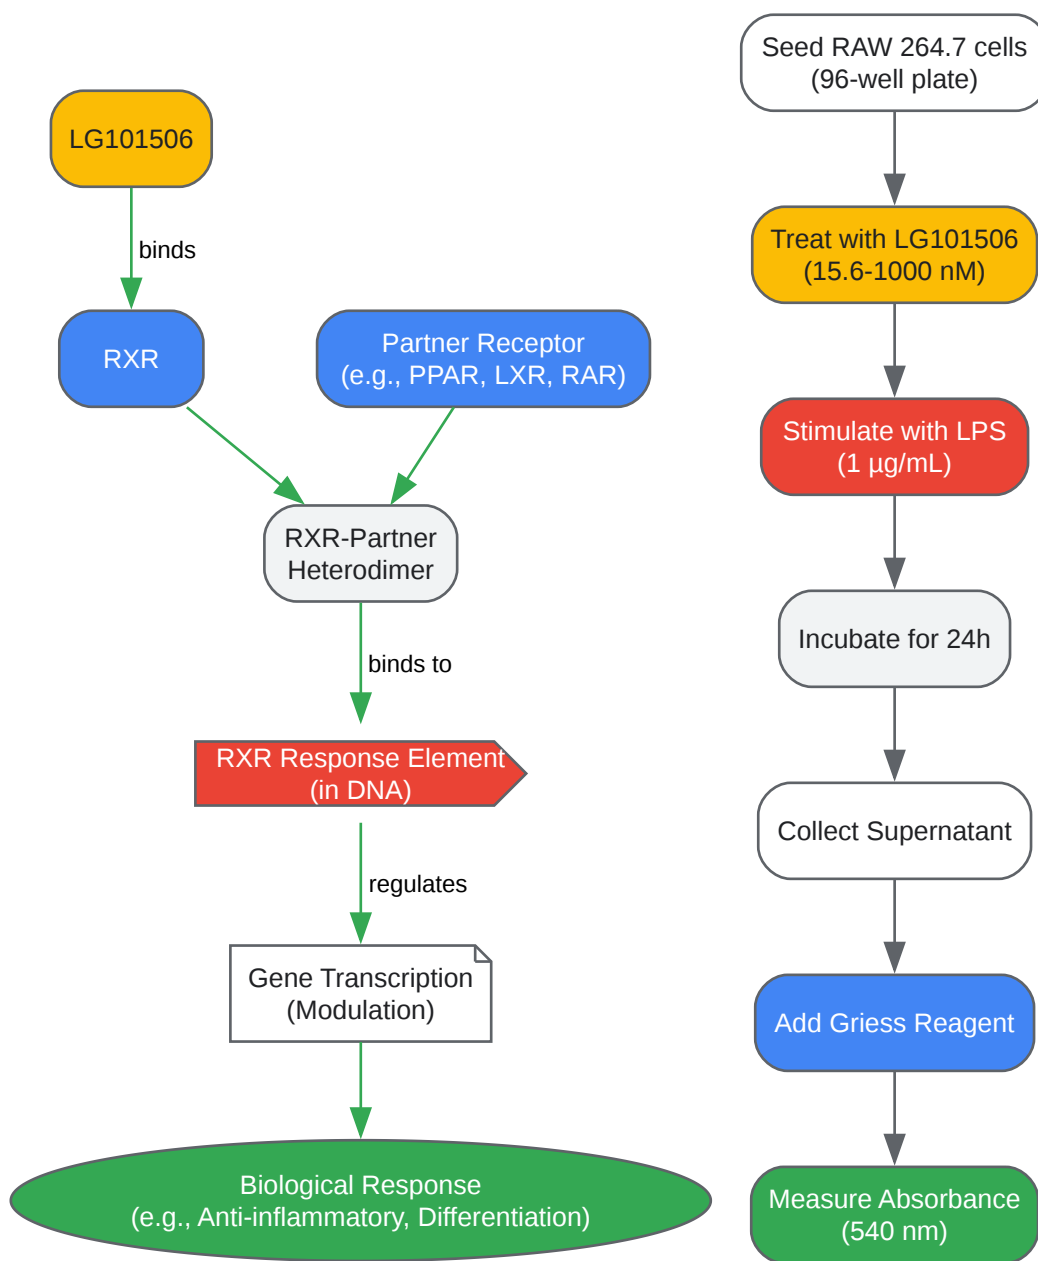 LG101506
binds
RXR
Partner Receptor
(e.g., PPAR, LXR, RAR)
RXR-Partner
Heterodimer
binds to
RXR Response Element
(in DNA)
regulates
Gene Transcription
(Modulation)
Biological Response
(e.g., Anti-inflammatory, Differentiation)
Seed RAW 264.7 cells
(96-well plate)
Treat with LG101506
(15.6-1000 nM)
Stimulate with LPS
(1 µg/mL)
Incubate for 24h
Collect Supernatant
Add Griess Reagent
Measure Absorbance
(540 nm)